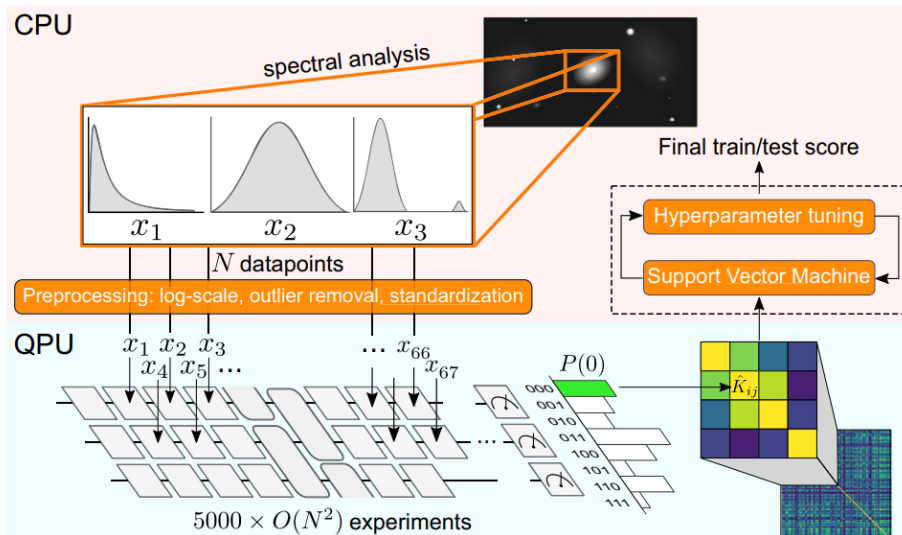 CPU
spectral analysis
x₁ x₂ x₃
N datapoints
Preprocessing: log-scale, outlier removal, standardization
Final train/test score
Hyperparameter tuning
Support Vector Machine
QPU
x₁ x₂ x₃ ... x₆₆
x₄ x₅ ... x₆₇
P(0)
000
001
010
011
100
101
110
111
...
K̂ᵢⱼ
5000 × O(N²) experiments